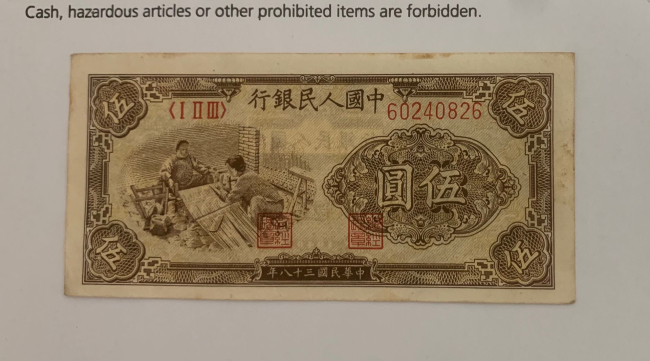 Cash, hazardous articles or other prohibited items are forbidden.
中國人民銀行
〈I II III〉
60240826
伍
伍
伍圓
伍
伍
中華民國三十八年